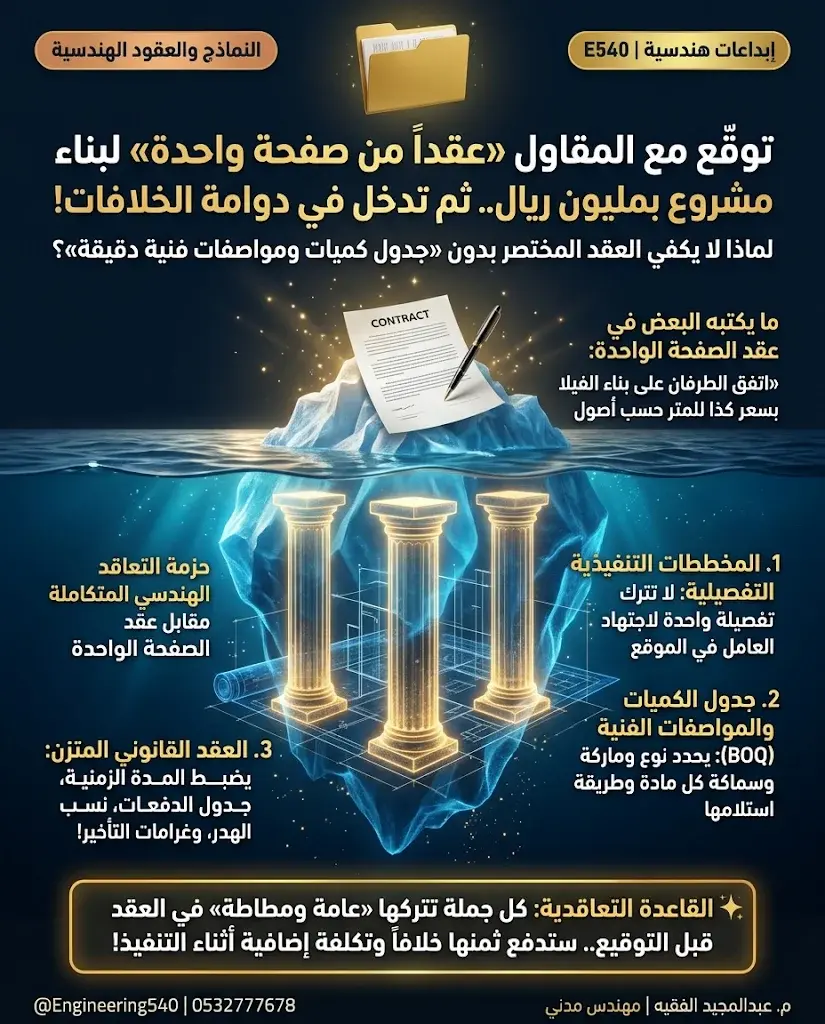 إبداعات هندسية | E540
النماذج والعقود الهندسية
توقّع مع المقاول «عقداً من صفحة واحدة» لبناء
مشروع بمليون ريال.. ثم تدخل في دوامة الخلافات!
لماذا لا يكفي العقد المختصر بدون «جدول كميات ومواصفات فنية دقيقة»؟
CONTRACT
ما يكتبه البعض في
عقد الصفحة الواحدة:
«اتفق الطرفان على بناء الفيلا
بسعر كذا للمتر حسب أصول
1. المخططات التنفيذية
التفصيلية: لا تترك
تفصيلة واحدة لاجتهاد
العامل في الموقع
حزمة التعاقد
الهندسي المتكاملة
مقابل عقد
الصفحة الواحدة
2. جدول الكميات
والمواصفات الفنية
(BOQ): يحدد نوع وماركة
وسماكة كل مادة وطريقة
استلامها
3. العقد القانوني المتزن:
يضبط المدة الزمنية،
جدول الدفعات، نسب
الهدر، وغرامات التأخير!
القاعدة التعاقدية: كل جملة تتركها «عامة ومطاطة» في العقد
قبل التوقيع.. ستدفع ثمنها خلافاً وتكلفة إضافية أثناء التنفيذ!
م. عبدالمجيد الفقيه | مهندس مدني
@Engineering540 | 0532777678